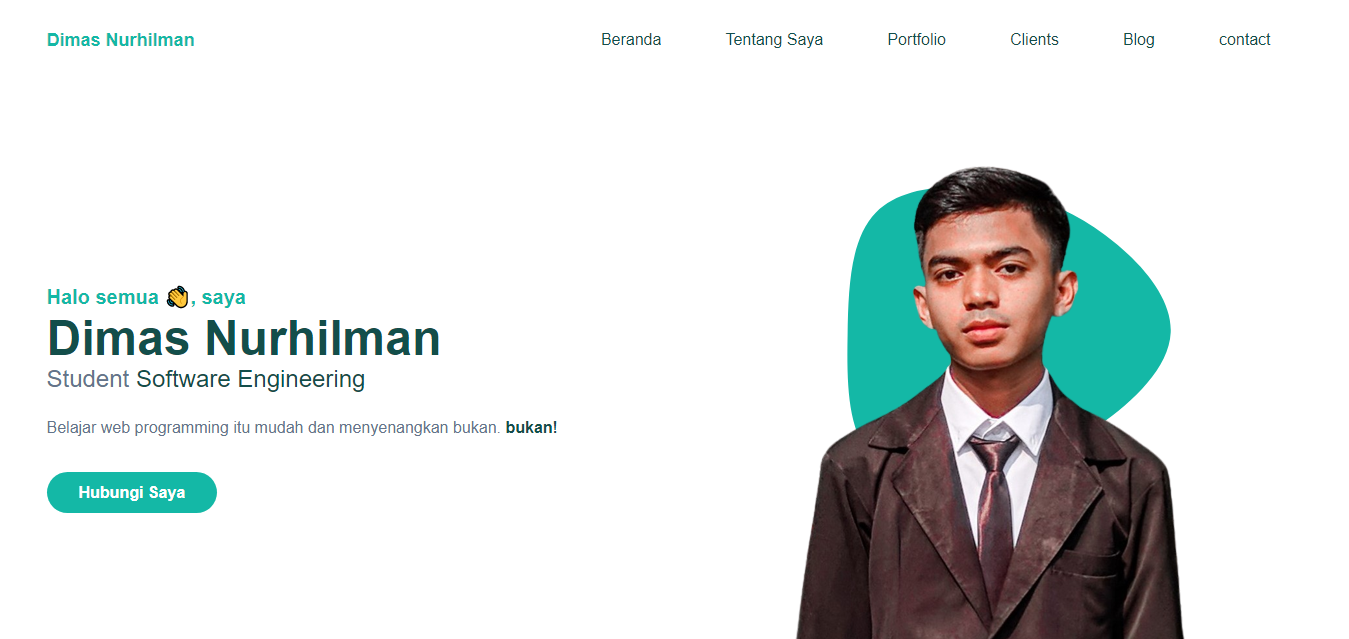 Dimas Nurhilman
Beranda Tentang Saya Portfolio Clients Blog contact
Halo semua 👋, saya
Dimas Nurhilman
Student Software Engineering
Belajar web programming itu mudah dan menyenangkan bukan. bukan!
Hubungi Saya